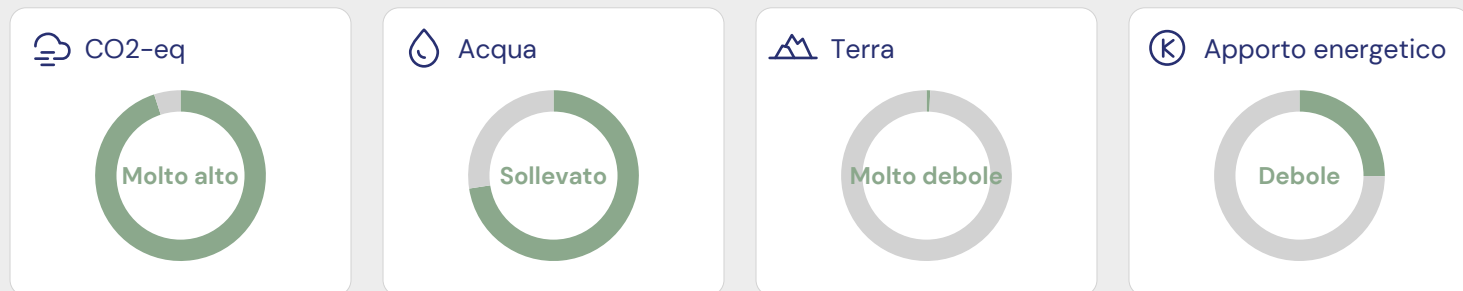 CO2-eq
Molto alto
Acqua
Sollevato
Terra
Molto debole
Apporto energetico
Debole